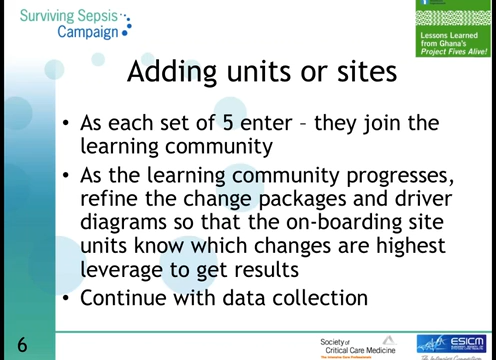 Surviving Sepsis
Campaign
Lessons Learned
from Ghana's
Project Fives Alive!
Adding units or sites
• As each set of 5 enter – they join the
learning community
• As the learning community progresses,
refine the change packages and driver
diagrams so that the on-boarding site
units know which changes are highest
leverage to get results
• Continue with data collection
6
Society of
Critical Care Medicine
ESICM